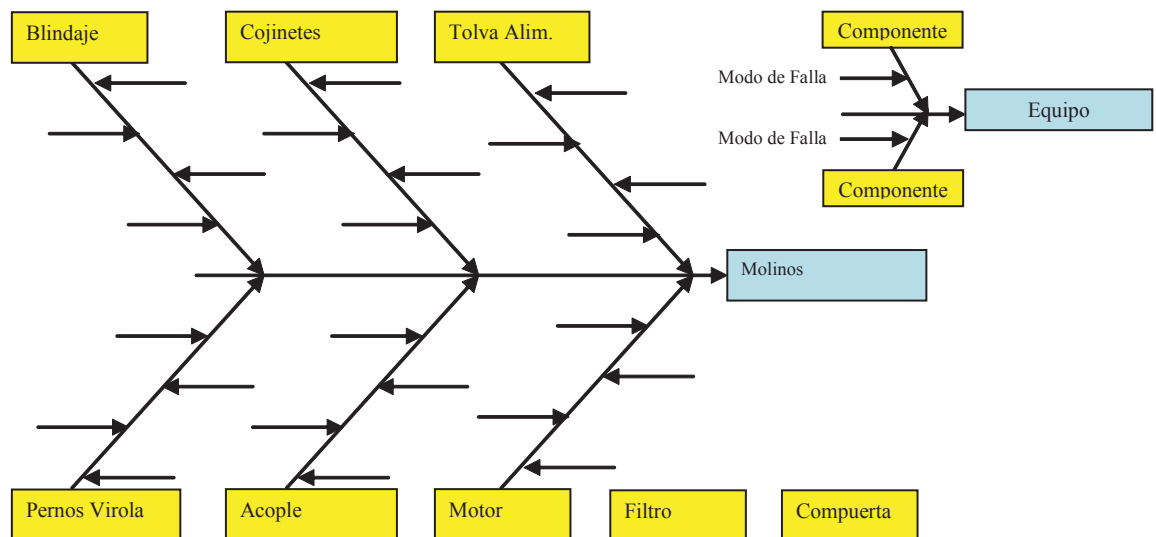 Blindaje
Cojinetes
Tolva Alim.
Componente
Modo de Falla
Equipo
Modo de Falla
Componente
Molinos
Pernos Virola
Acople
Motor
Filtro
Compuerta